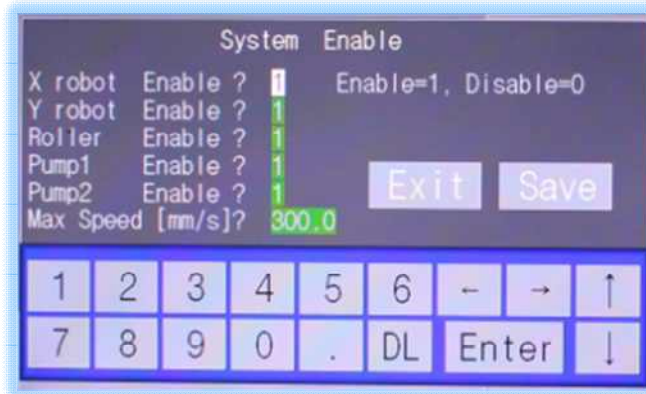 System Enable
X robot Enable ? 1 Enable=1, Disable=0
Y robot Enable ? 1
Roller Enable ? 1
Pump1 Enable ? 1
Pump2 Enable ? 1
Exit Save
Max Speed [mm/s]? 300.0
1 2 3 4 5 6 ← → ↑
7 8 9 0 . DL Enter ↓